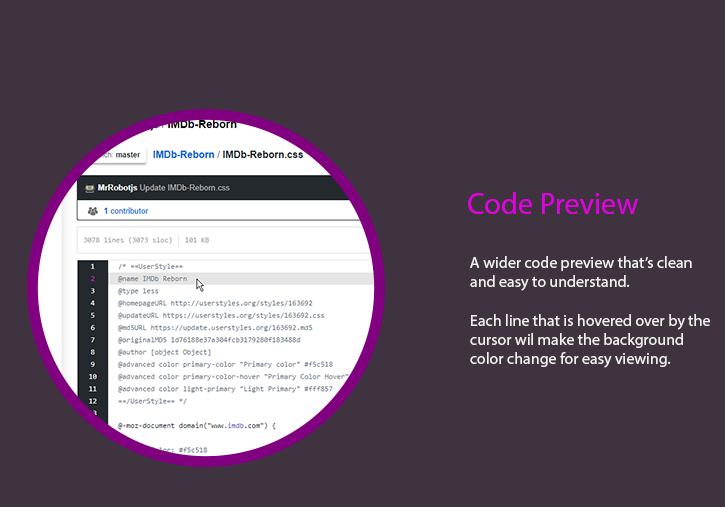 s / IMDb-Reborn
ch: master IMDb-Reborn / IMDb-Reborn.css
MrRobotjs Update IMDb-Reborn.css
1 contributor
3078 lines (3073 sloc) 101 KB
1 /* ==UserStyle==
2 @name IMDb Reborn
3 @type less
4 @homepageURL http://userstyles.org/styles/163692
5 @updateURL https://userstyles.org/styles/163692.css
6 @md5URL https://update.userstyles.org/163692.md5
7 @originalMD5 1d76188e37a304fcb3179280f183488d
8 @author [object Object]
9 @advanced color primary-color "Primary color" #f5c518
10 @advanced color primary-color-hover "Primary Color Hover"
11 @advanced color light-primary "Light Primary" #fff857
12 ==/UserStyle== */
@-moz-document domain("www.imdb.com") {
color: #f5c518
Code Preview
A wider code preview that's clean
and easy to understand.
Each line that is hovered over by the
cursor wil make the background
color change for easy viewing.